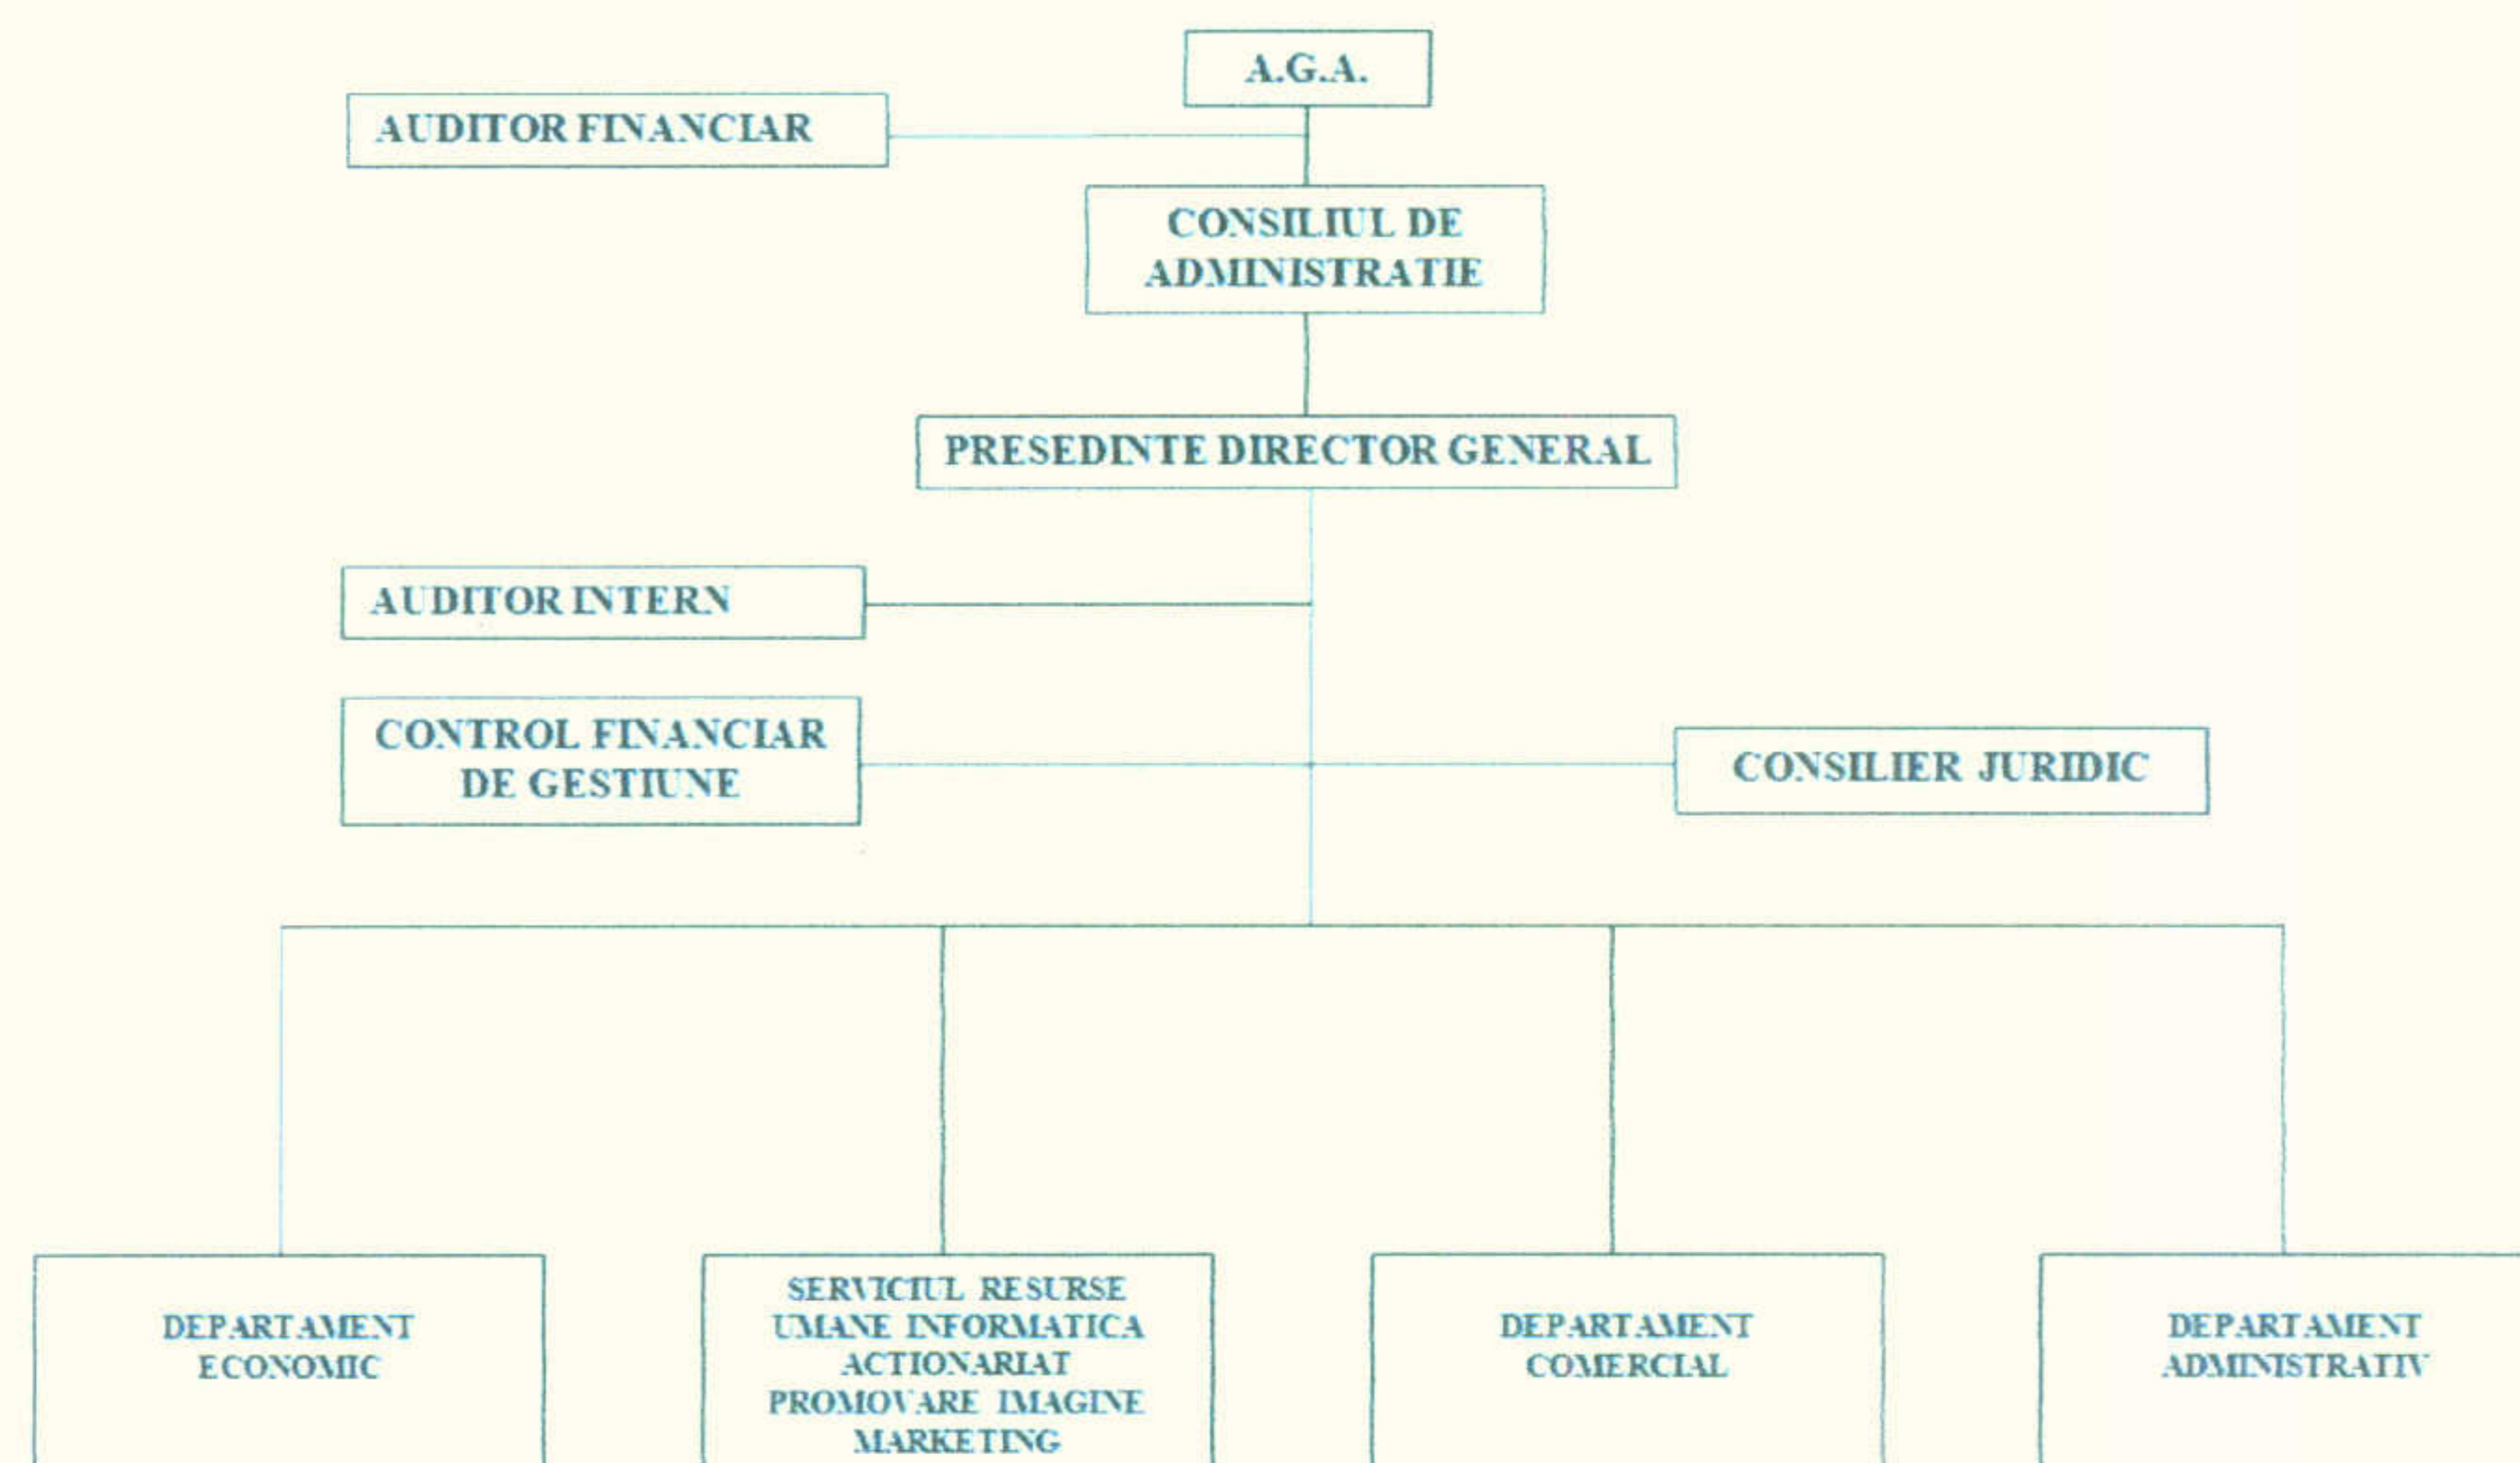 A.G.A.
AUDITOR FINANCIAR
CONSILIUL DE
ADMINISTRATIE
PRESEDINTE DIRECTOR GENERAL
AUDITOR INTERN
CONTROL FINANCIAR
DE GESTIUNE
CONSILIER JURIDIC
DEPARTAMENT
ECONOMIC
SERVICIUL RESURSE
UMANE INFORMATICA
ACTIONARIAT
PROMOVARE IMAGINE
MARKETING
DEPARTAMENT
COMERCIAL
DEPARTAMENT
ADMINISTRATIV